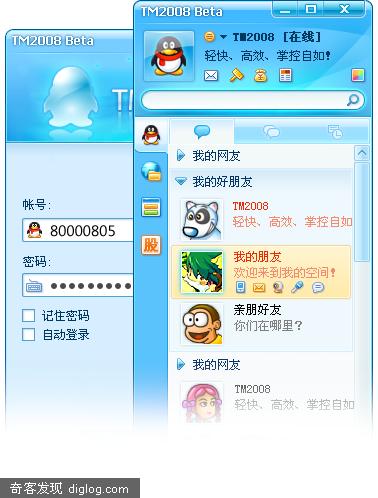 TM2008 Beta
TM
帐号:
80000805
密码:
记住密码
自动登录
TM2008 Beta
TM2008 [在线]
轻快、高效、掌控自如!
股
我的网友
我的好朋友
TM2008
轻快、高效、掌控自如
我的朋友
欢迎来到我的空间!
亲朋好友
你们在哪里?
我的网友
TM2008
轻快、高效、掌控自如
奇客发现 diglog.com